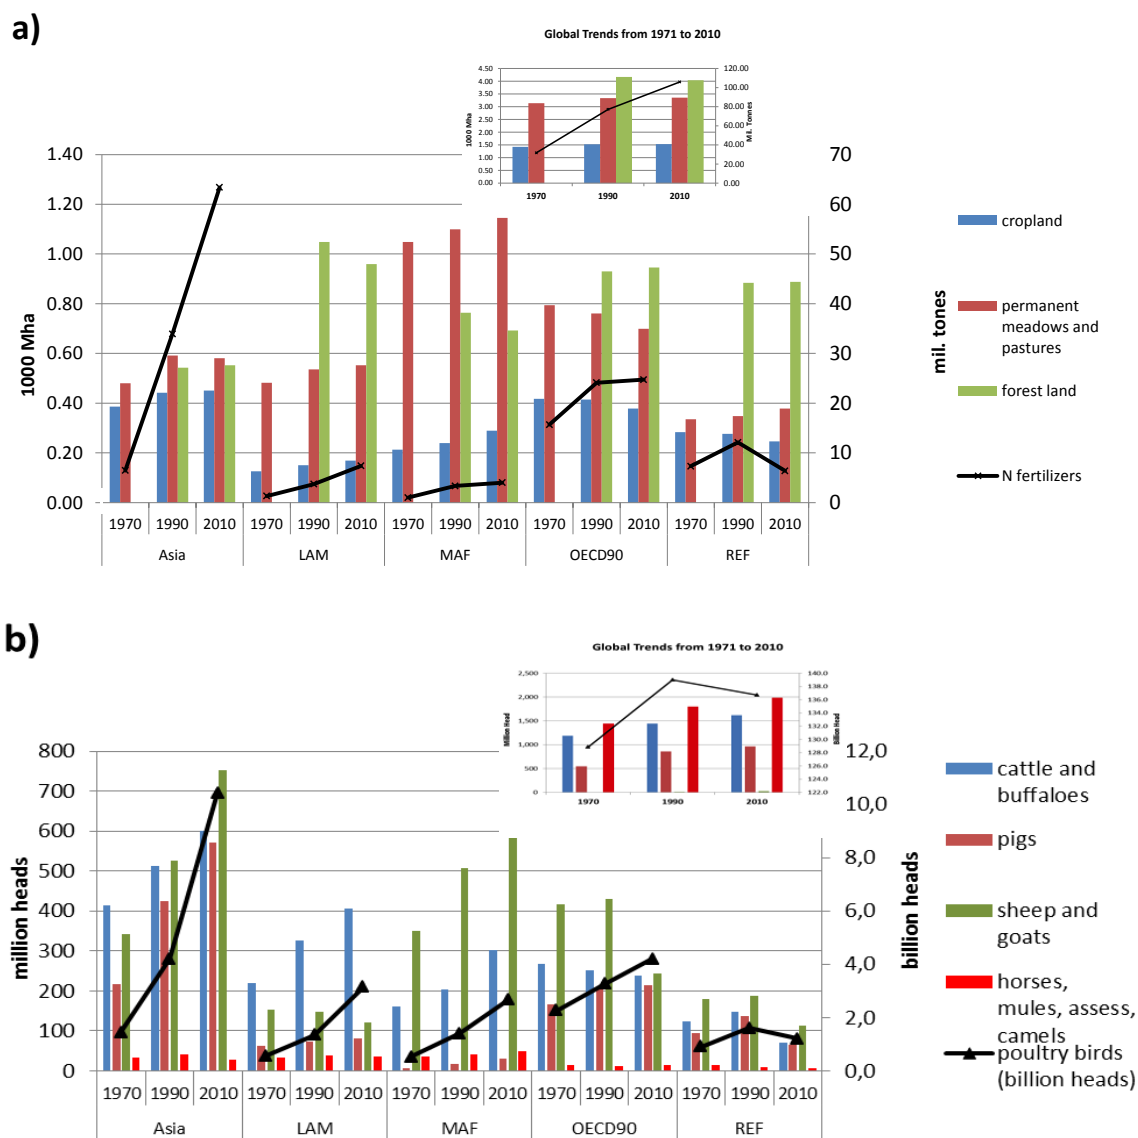 a)
Global Trends from 1971 to 2010
4.50
4.00
3.50
3.00
2.50
2.00
1.50
1.00
0.50
0.00
1000 Mha
120.00
100.00
80.00
60.00
40.00
20.00
0.00
Mil. Tonnes
1970 1990 2010
1.40
1.20
1.00
0.80
0.60
0.40
0.20
0.00
1000 Mha
70
60
50
40
30
20
10
0
mil. tones
1970 1990 2010 1970 1990 2010 1970 1990 2010 1970 1990 2010 1970 1990 2010
Asia LAM MAF OECD90 REF
cropland
permanent
meadows and
pastures
forest land
N fertilizers
b)
Global Trends from 1971 to 2010
2,500
2,000
1,500
1,000
500
0
Million Head
140.0
138.0
136.0
134.0
132.0
130.0
128.0
126.0
124.0
122.0
Billion Head
1970 1990 2010
800
700
600
500
400
300
200
100
0
million heads
12,0
10,0
8,0
6,0
4,0
2,0
0,0
billion heads
1970 1990 2010 1970 1990 2010 1970 1990 2010 1970 1990 2010 1970 1990 2010
Asia LAM MAF OECD90 REF
cattle and
buffaloes
pigs
sheep and
goats
horses,
mules, assess,
camels
poultry birds
(billion heads)